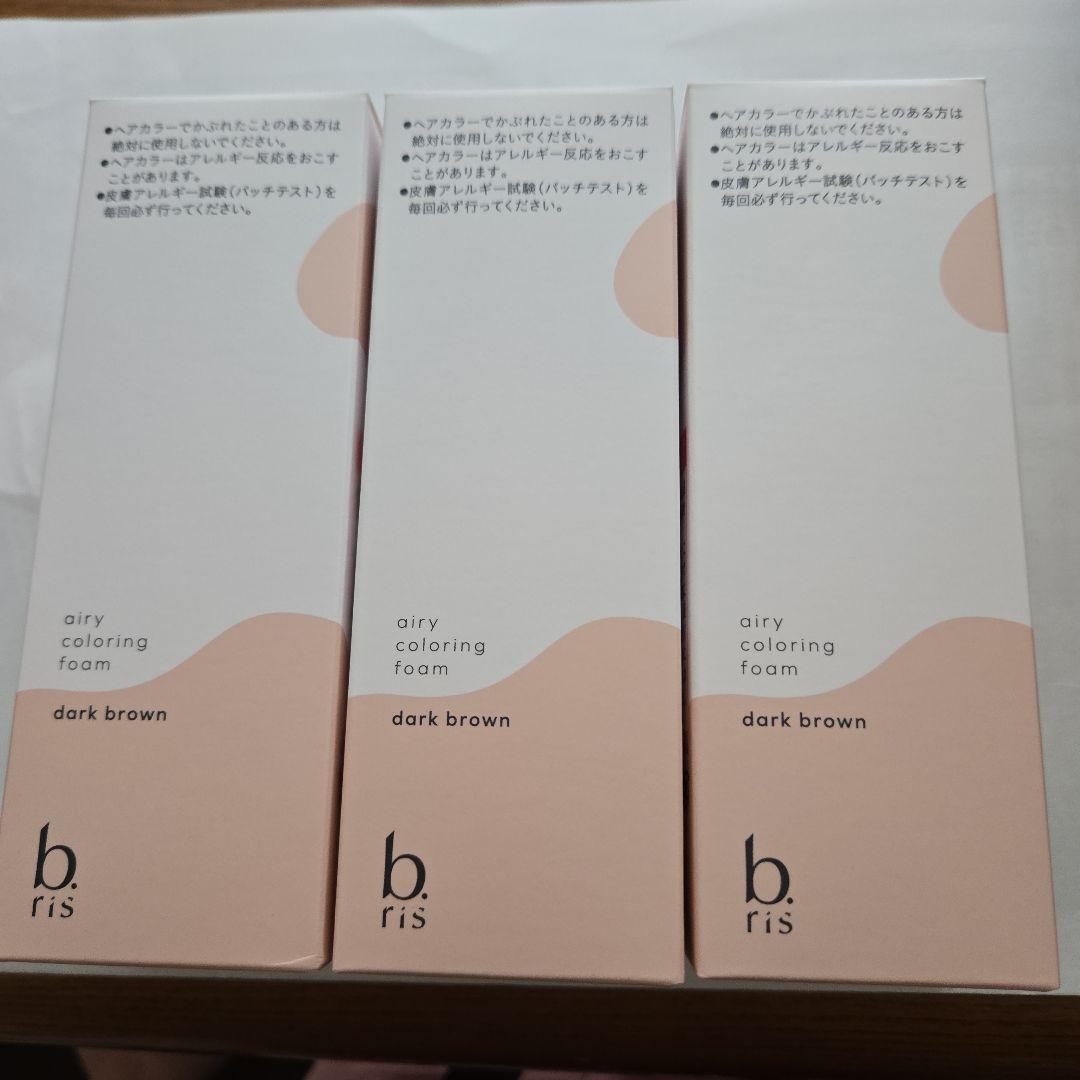 ●ヘアカラーでかぶれたことのある方は
絶対に使用しないでください。
●ヘアカラーはアレルギー反応をおこす
ことがあります。
●皮膚アレルギー試験(パッチテスト)を
毎回必ず行ってください。
airy
coloring
foam
dark brown
b.
ris
●ヘアカラーでかぶれたことのある方は
絶対に使用しないでください。
●ヘアカラーはアレルギー反応をおこす
ことがあります。
●皮膚アレルギー試験(パッチテスト)を
毎回必ず行ってください。
airy
coloring
foam
dark brown
b.
ris
●ヘアカラーでかぶれたことのある方は
絶対に使用しないでください。
●ヘアカラーはアレルギー反応をおこす
ことがあります。
●皮膚アレルギー試験(パッチテスト)を
毎回必ず行ってください。
airy
coloring
foam
dark brown
b.
ris